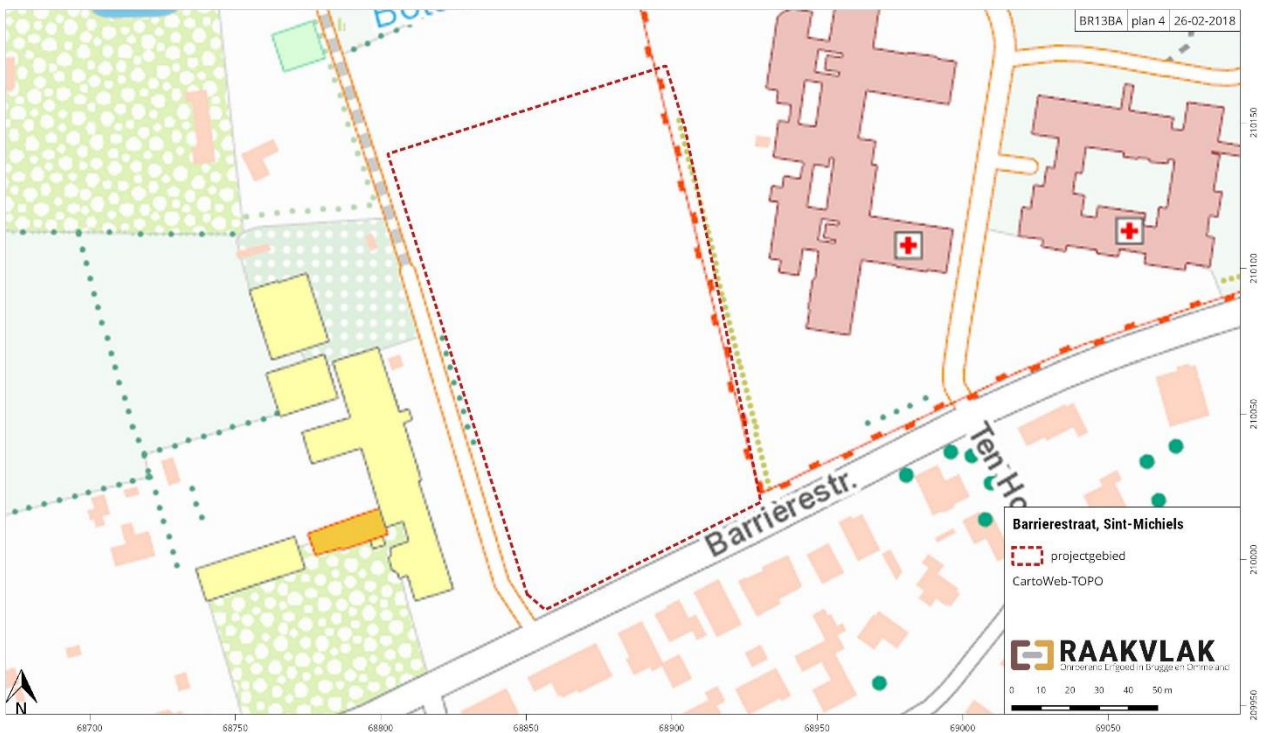 BR13BA plan 4 26-02-2018
Bot
210150
210100
210050
210000
209950
Barrièrestr.
Ten Ho
Barrierestraat, Sint-Michiels
projectgebied
CartoWeb-TOPO
RAAKVLAK
Onroerend Erfgoed in Brugge en Ommeland
0 10 20 30 40 50 m
N
68700 68750 68800 68850 68900 68950 69000 69050